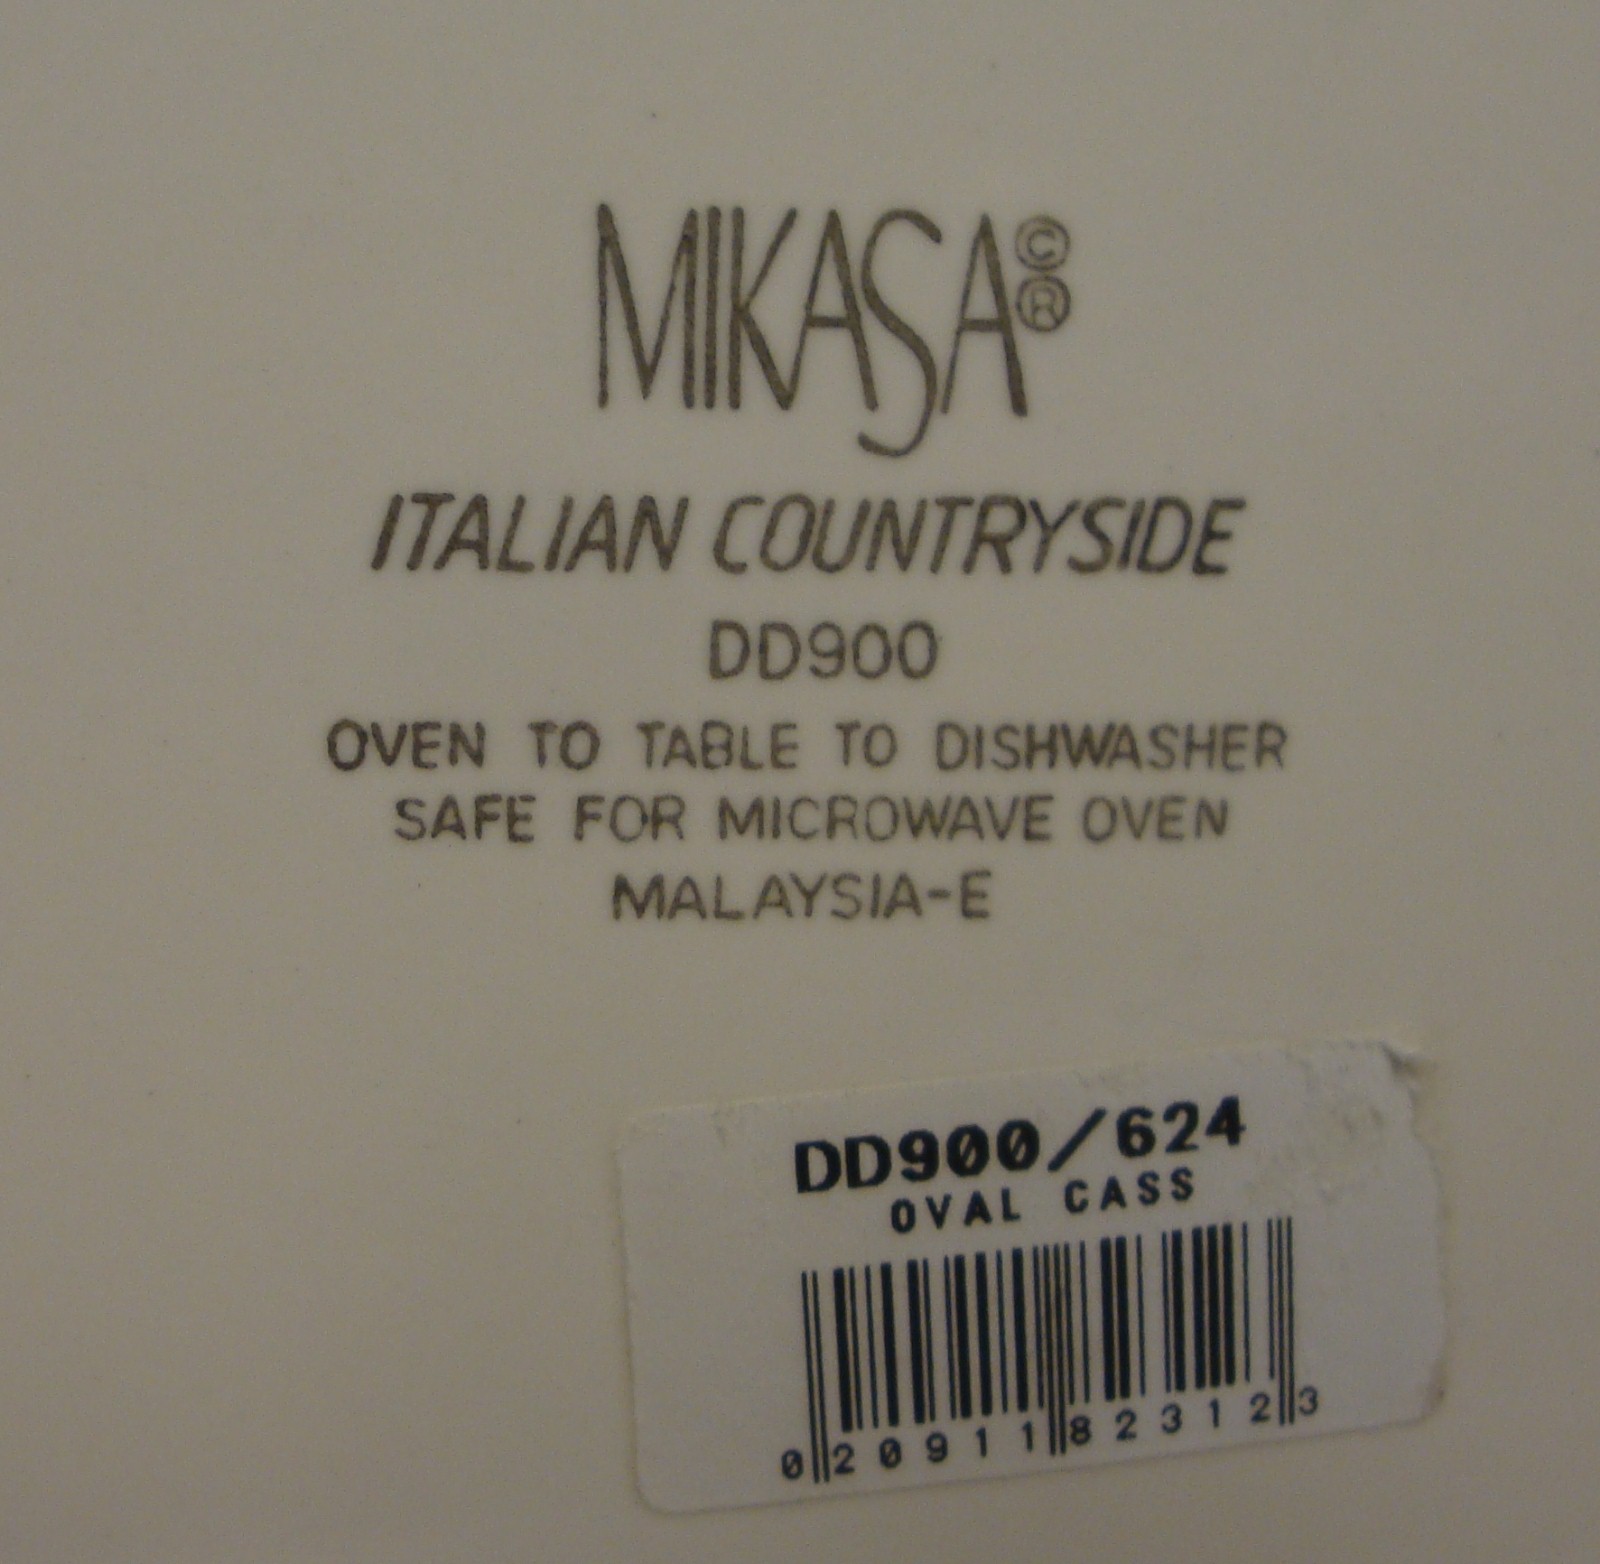 MIKASA©®
ITALIAN COUNTRYSIDE
DD900
OVEN TO TABLE TO DISHWASHER
SAFE FOR MICROWAVE OVEN
MALAYSIA-E
DD900/624
OVAL CASS
0 20911 82312 3